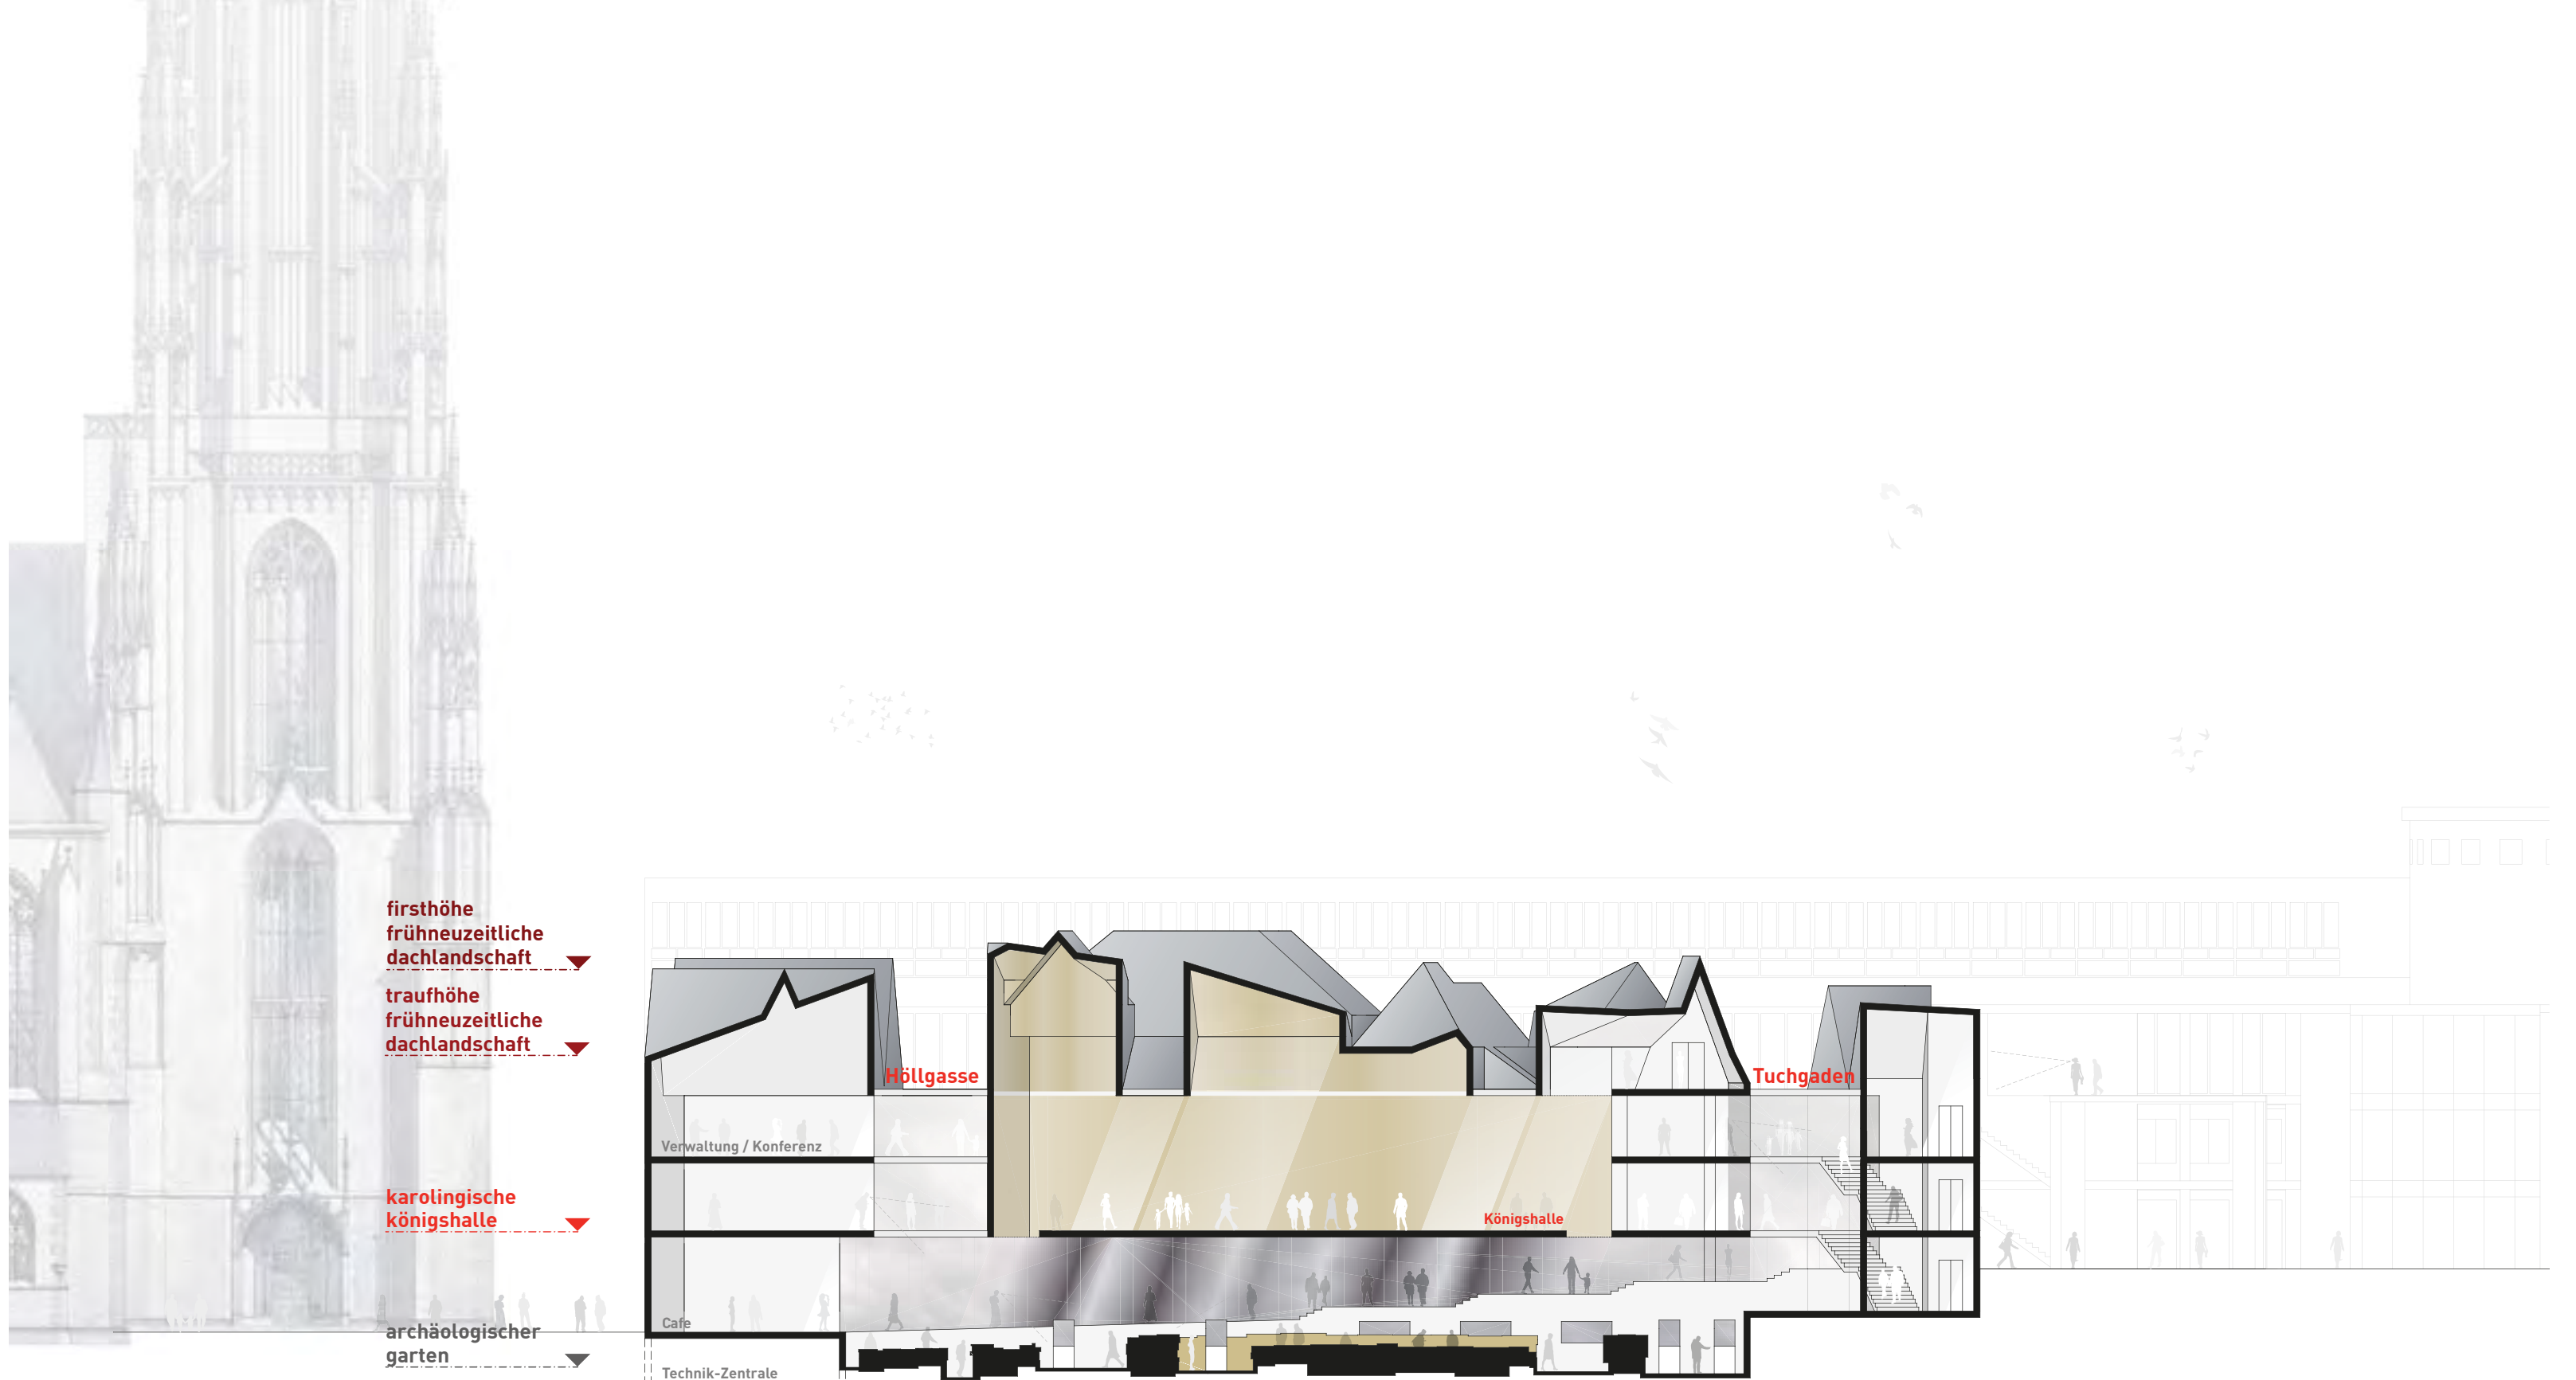 firsthöhe
frühneuzeitliche
dachlandschaft
traufhöhe
frühneuzeitliche
dachlandschaft
Höllgasse
Tuchgaden
Verwaltung / Konferenz
karolingische
königshalle
Königshalle
Cafe
archäologischer
garten
Technik-Zentrale